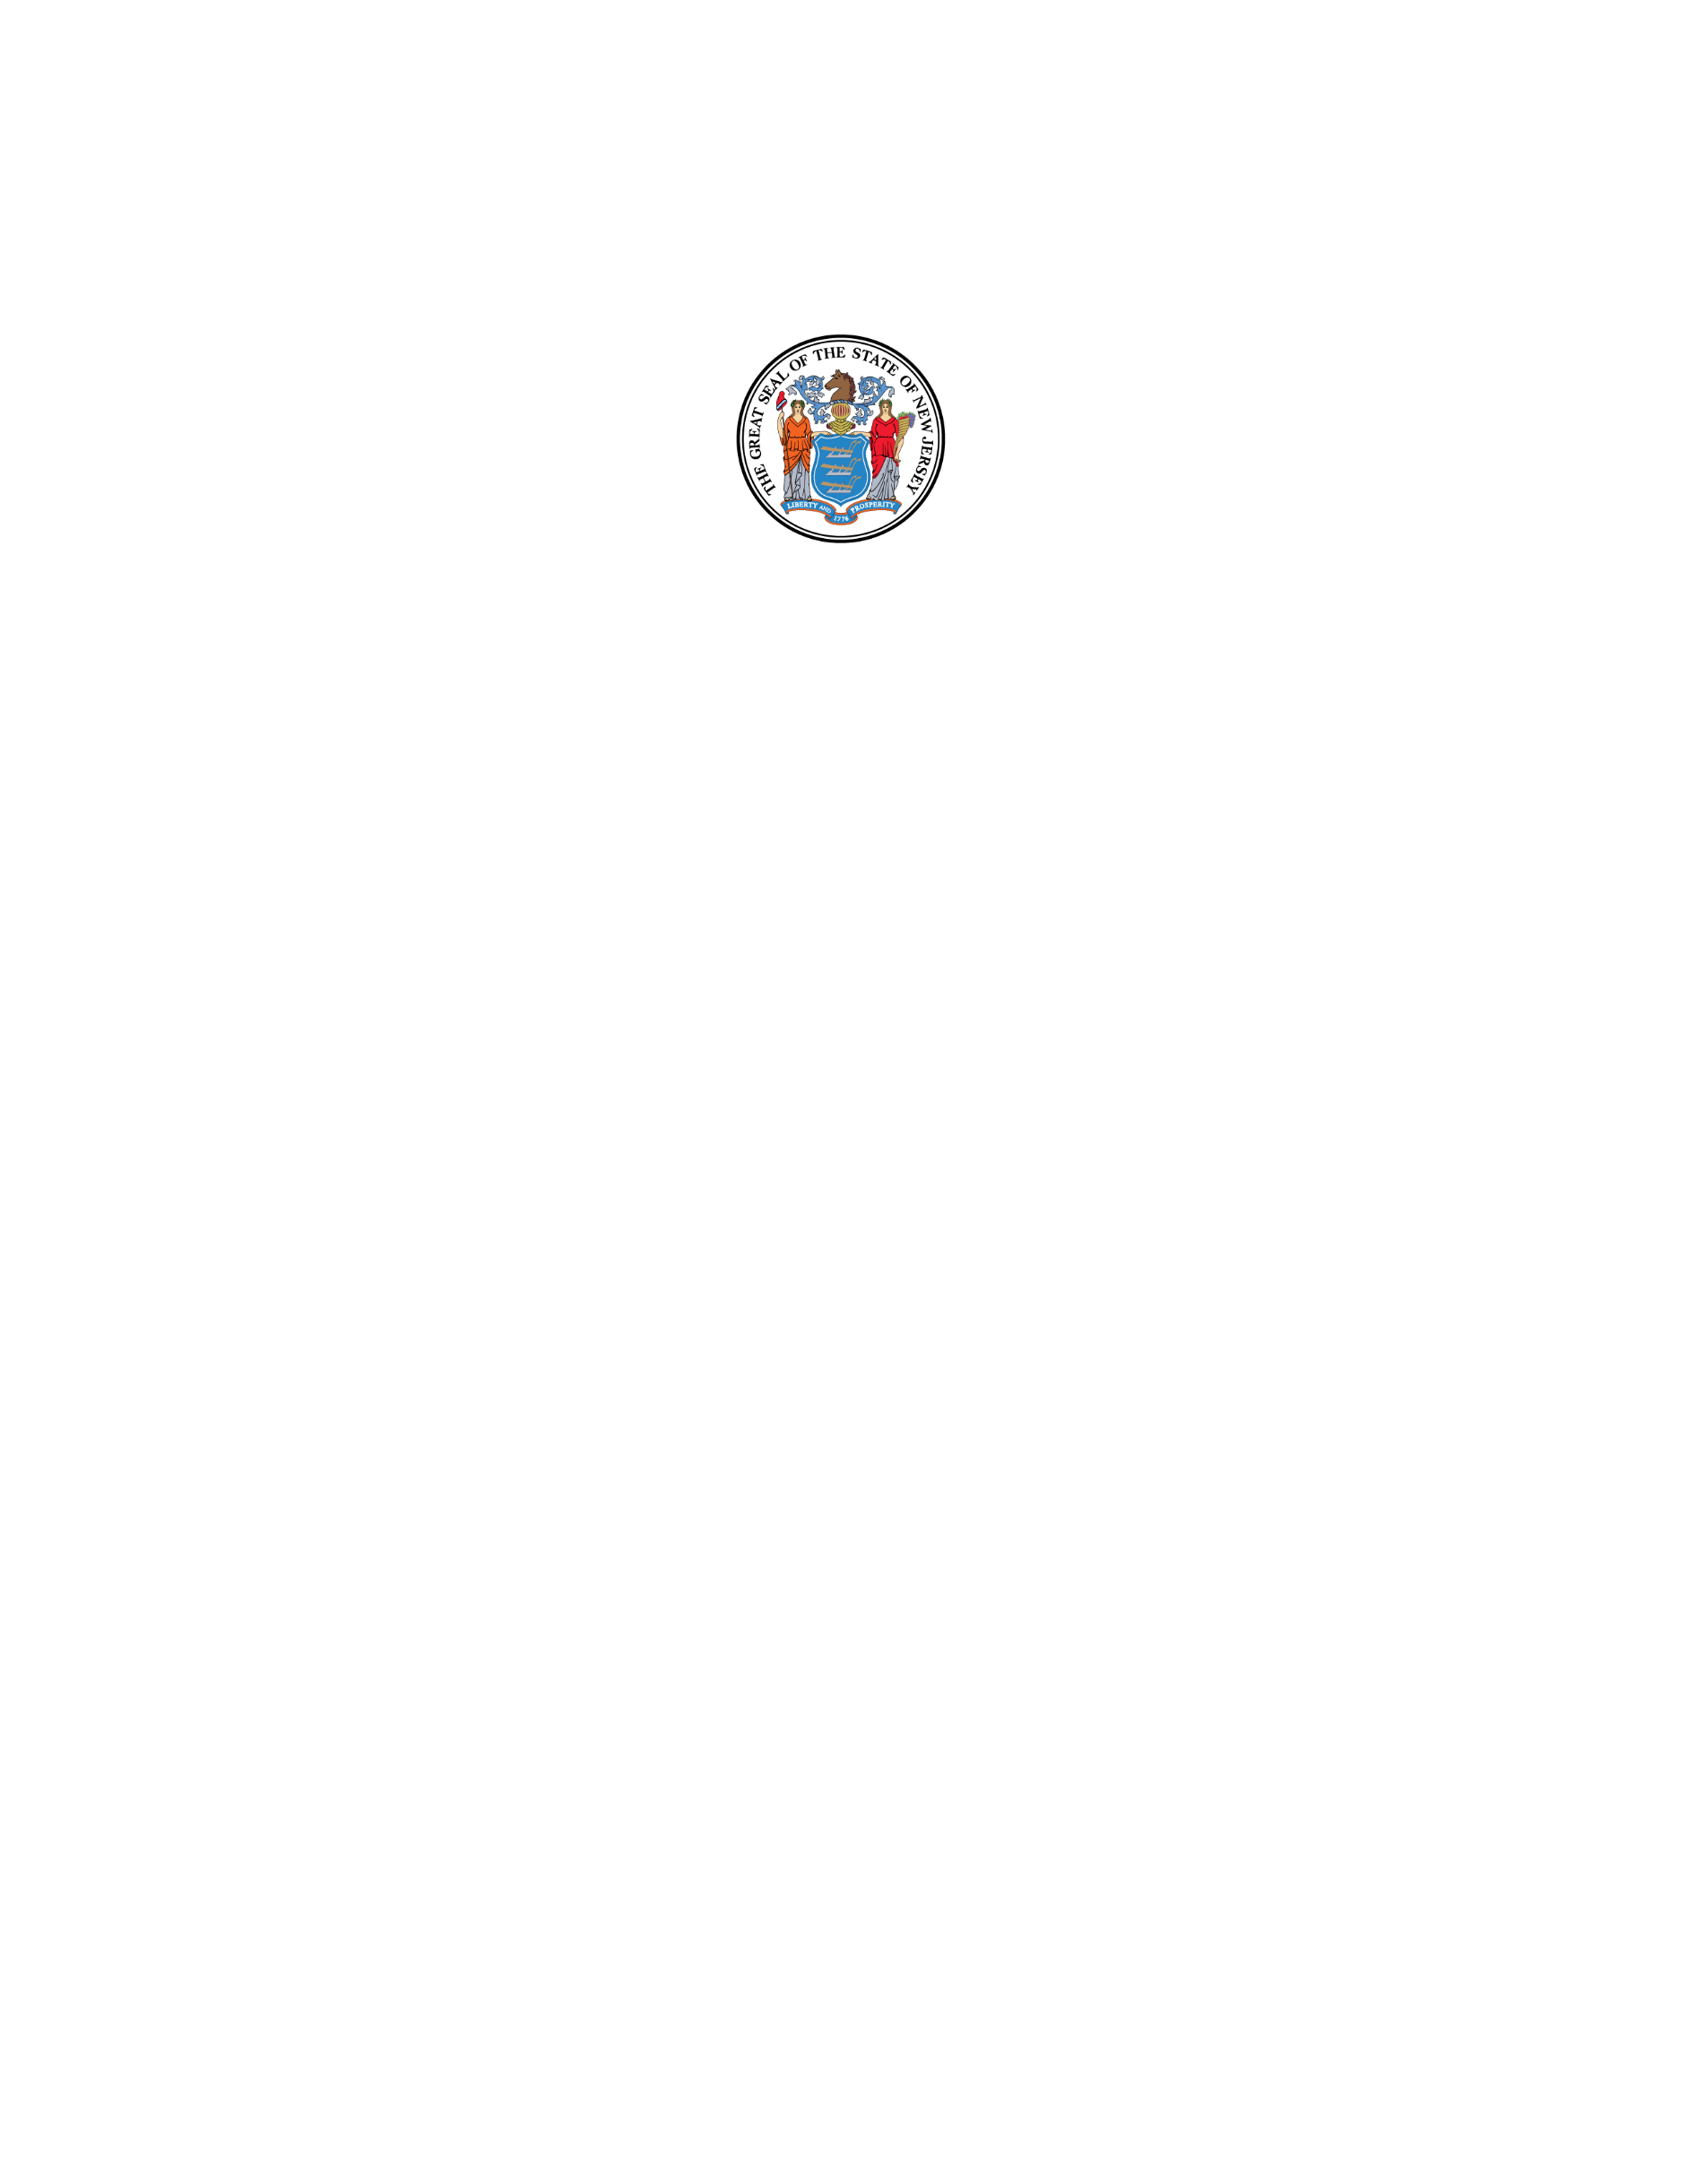 THE GREAT SEAL OF THE STATE OF NEW JERSEY
LIBERTY AND PROSPERITY
1776